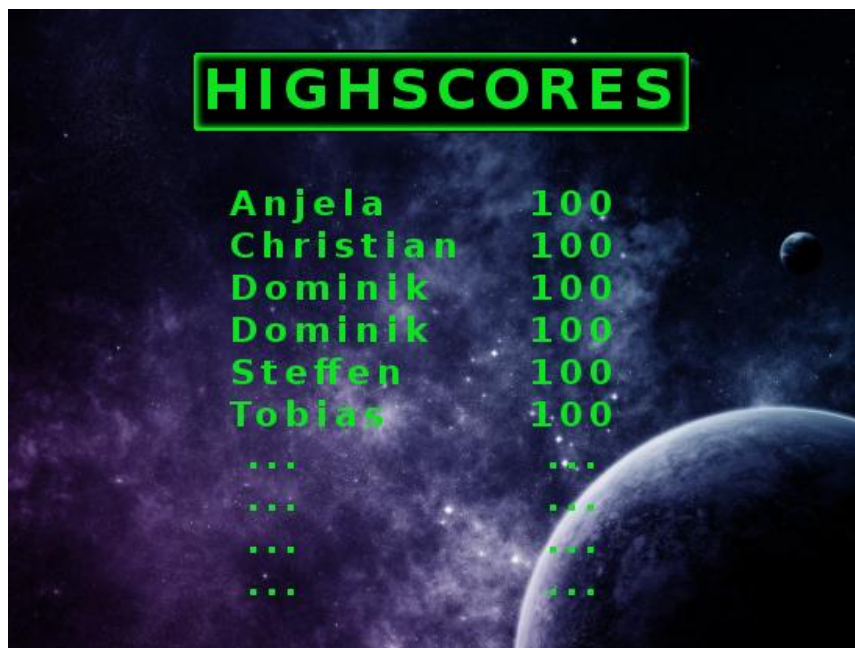 HIGHSCORES
Anjela 100
Christian 100
Dominik 100
Dominik 100
Steffen 100
Tobias 100
... ...
... ...
... ...
... ...